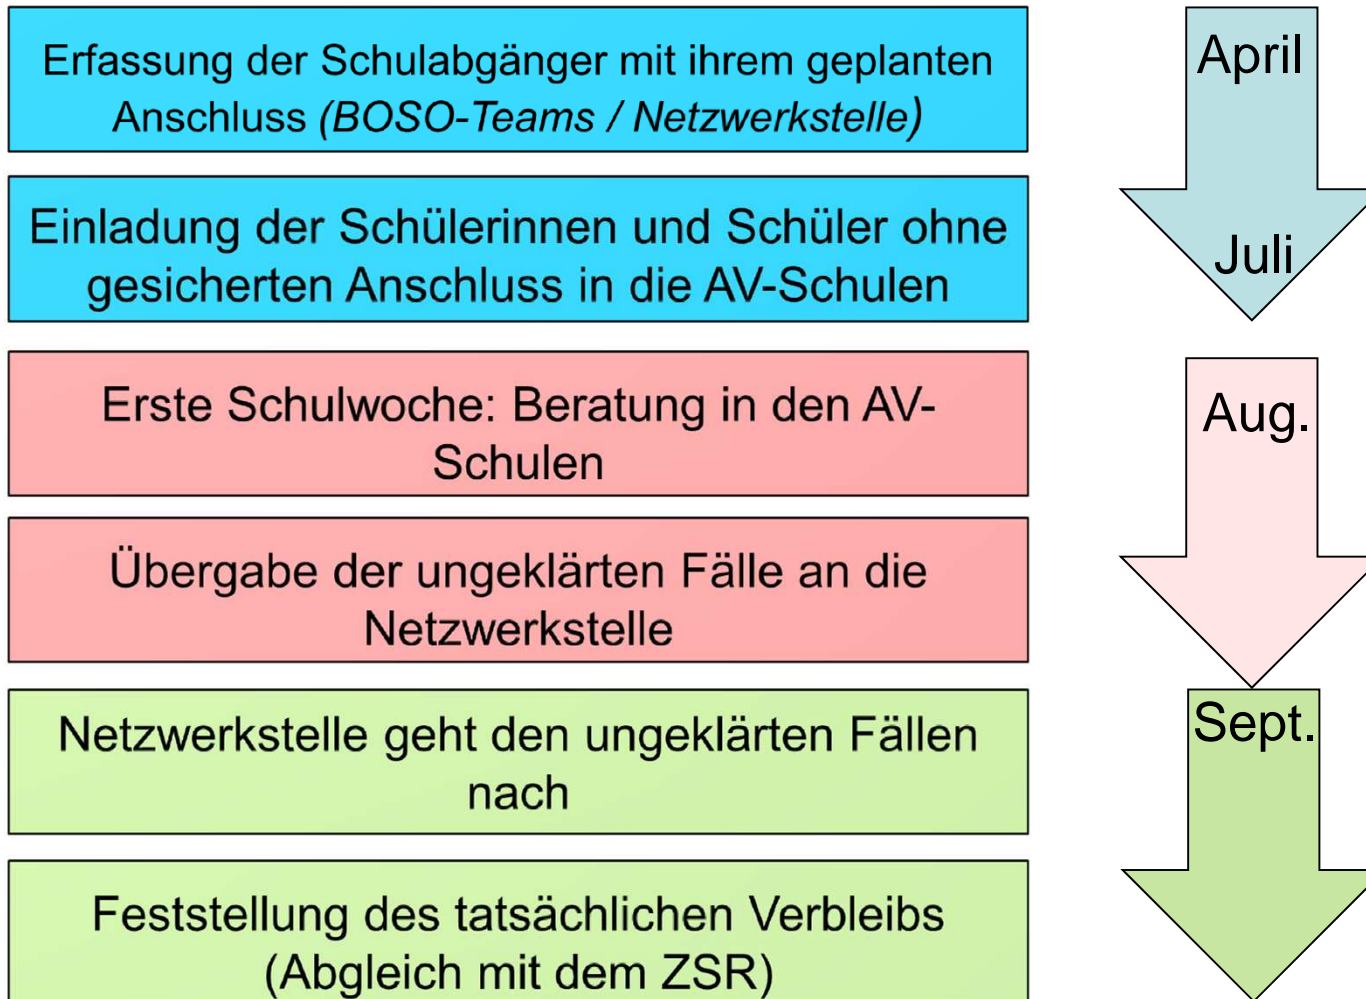 Erfassung der Schulabgänger mit ihrem geplanten
Anschluss (BOSO-Teams / Netzwerkstelle)
April
Einladung der Schülerinnen und Schüler ohne
gesicherten Anschluss in die AV-Schulen
Juli
Erste Schulwoche: Beratung in den AV-
Schulen
Aug.
Übergabe der ungeklärten Fälle an die
Netzwerkstelle
Netzwerkstelle geht den ungeklärten Fällen
nach
Sept.
Feststellung des tatsächlichen Verbleibs
(Abgleich mit dem ZSR)